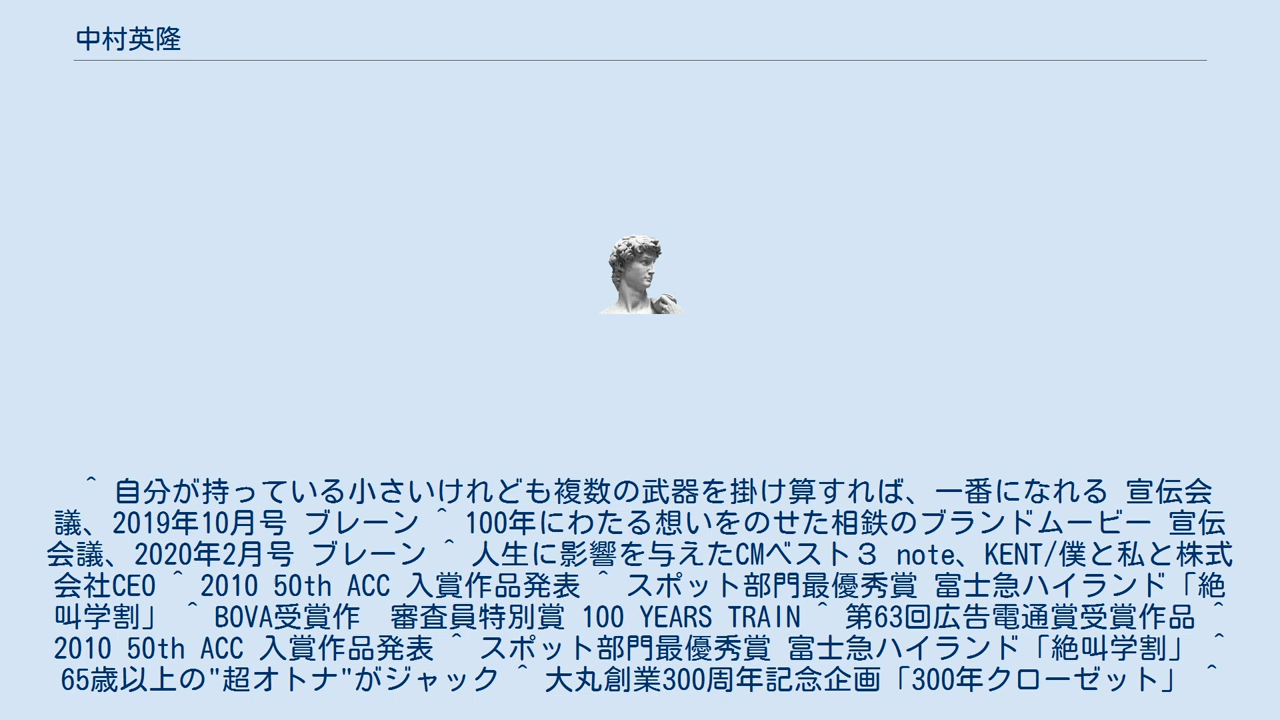 中村英隆
^ 自分が持っている小さいけれども複数の武器を掛け算すれば、一番になれる 宣伝会
議、2019年10月号 ブレーン ^ 100年にわたる想いをのせた相鉄のブランドムービー 宣伝
会議、2020年2月号 ブレーン ^ 人生に影響を与えたCMベスト３ note、KENT/僕と私と株式
会社CEO ^ 2010 50th ACC 入賞作品発表 ^ スポット部門最優秀賞 富士急ハイランド「絶
叫学割」 ^ BOVA受賞作　審査員特別賞 100 YEARS TRAIN ^ 第63回広告電通賞受賞作品 ^
2010 50th ACC 入賞作品発表 ^ スポット部門最優秀賞 富士急ハイランド「絶叫学割」 ^
65歳以上の"超オトナ"がジャック ^ 大丸創業300周年記念企画「300年クローゼット」 ^